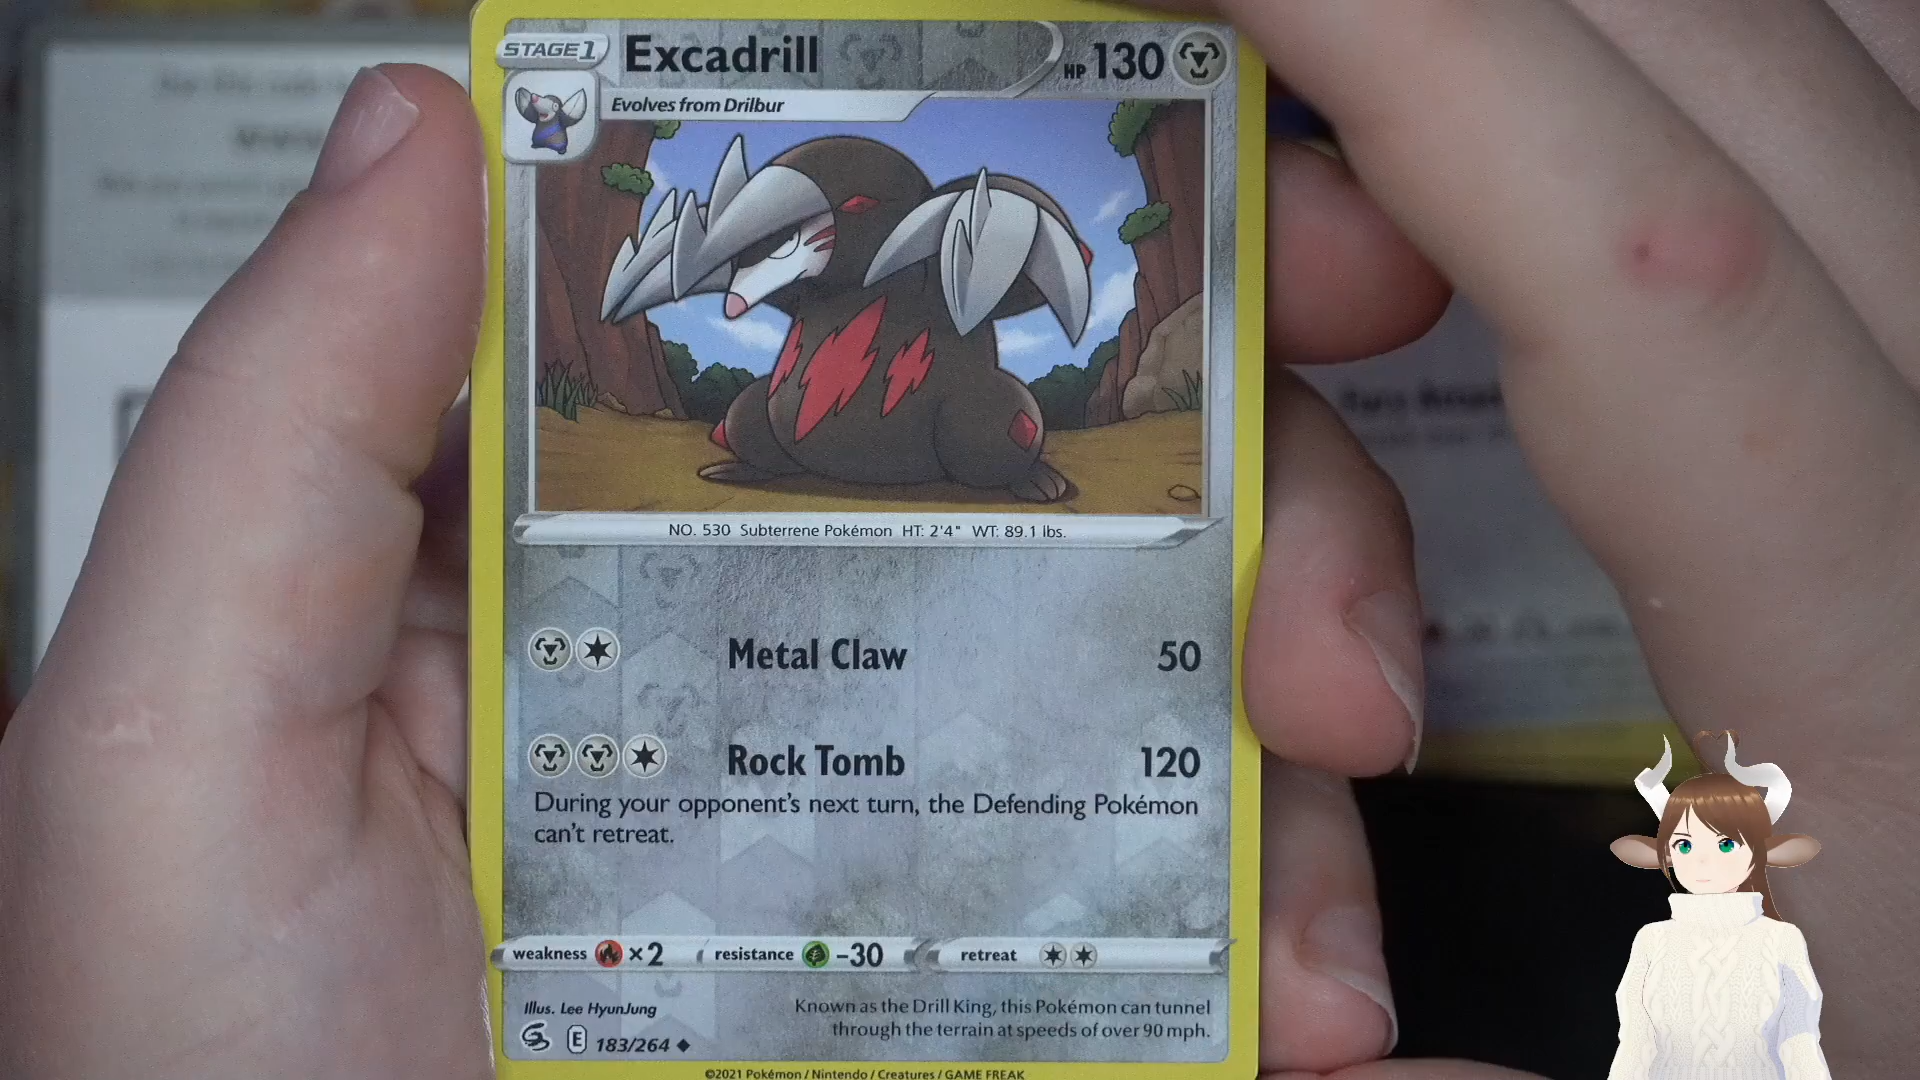 STAGE 1
Excadrill
HP 130
Evolves from Drilbur
NO. 530 Subterrene Pokémon HT: 2'4" WT: 89.1 lbs.
Metal Claw 50
Rock Tomb 120
During your opponent's next turn, the Defending Pokémon
can't retreat.
weakness ×2 resistance -30 retreat
Illus. Lee HyunJung
Known as the Drill King, this Pokémon can tunnel
through the terrain at speeds of over 90 mph.
E 183/264
©2021 Pokémon / Nintendo / Creatures / GAME FREAK